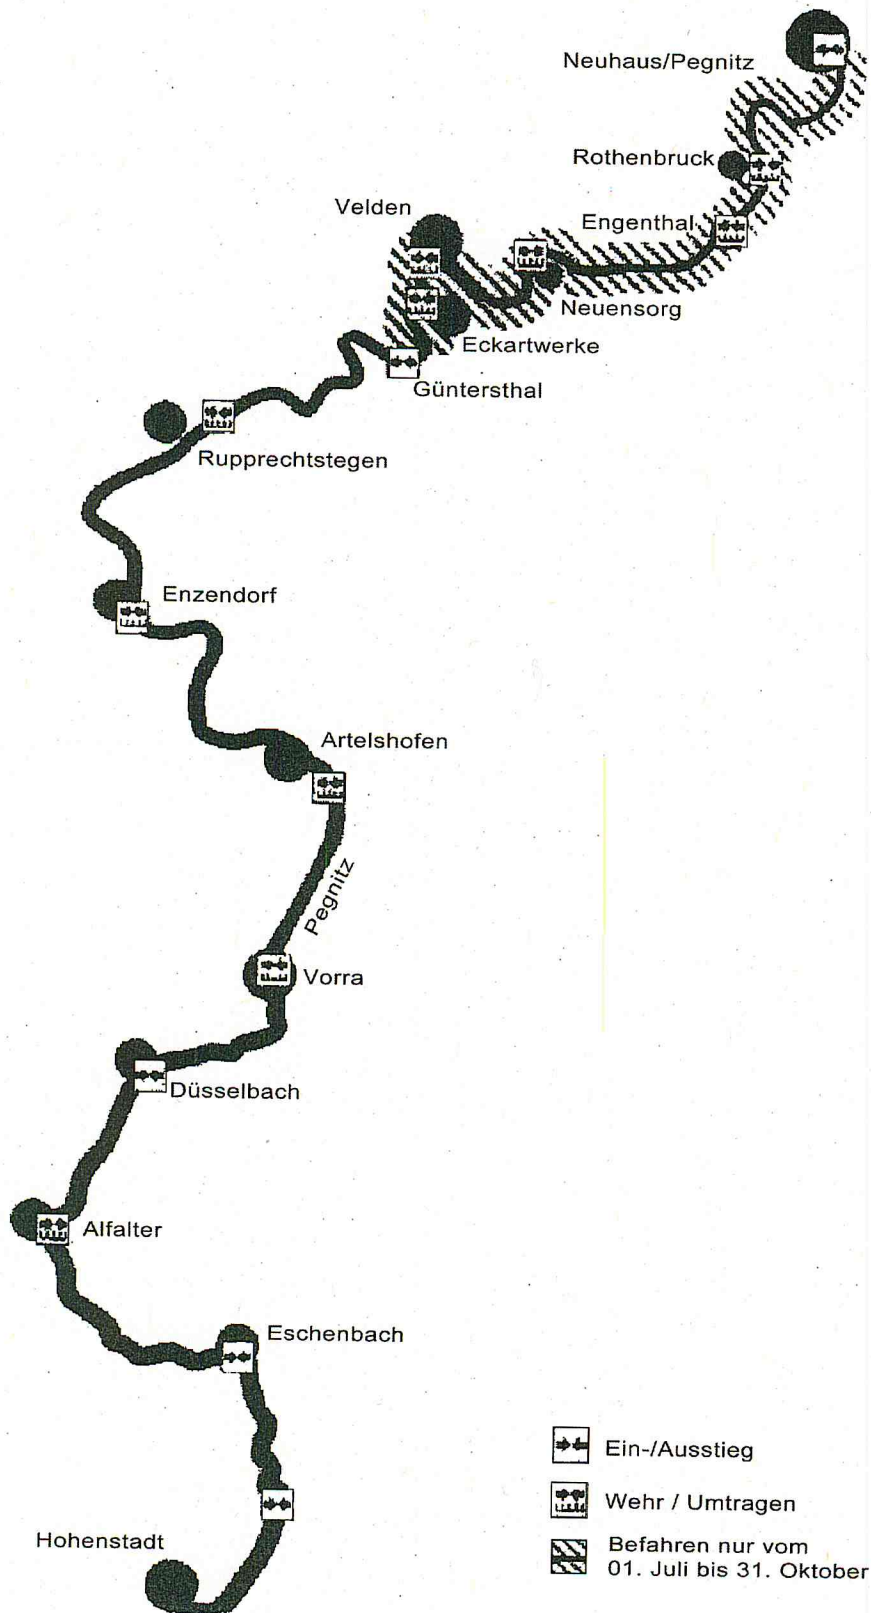 Neuhaus/Pegnitz
Rothenbruck
Velden
Engenthal
Neuensorg
Eckartwerke
Güntersthal
Rupprechtstegen
Enzendorf
Artelshofen
Pegnitz
Vorra
Düsselbach
Alfalter
Eschenbach
Ein-/Ausstieg
Wehr / Umtragen
Hohenstadt
Befahren nur vom
01. Juli bis 31. Oktober